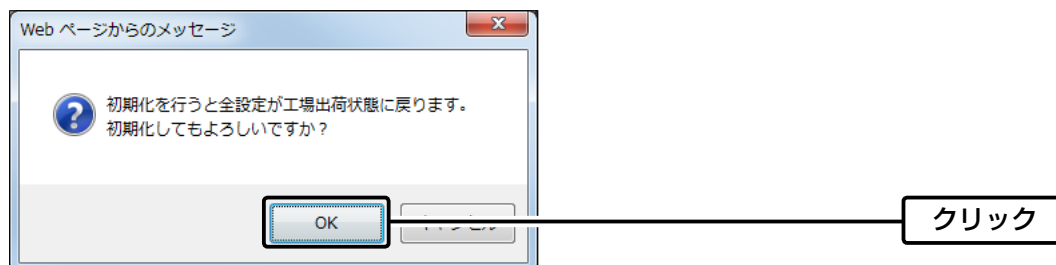 Web ページからのメッセージ
初期化を行うと全設定が工場出荷状態に戻ります。
初期化してもよろしいですか？
OK
クリック